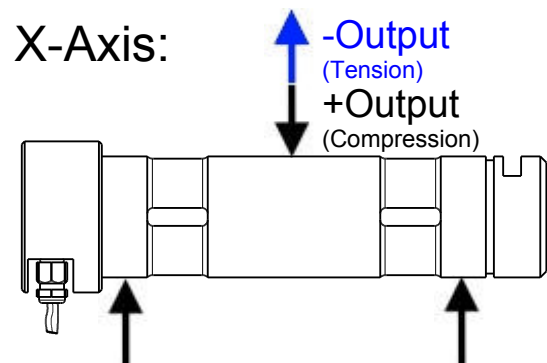 X-Axis:
-Output
(Tension)
+Output
(Compression)